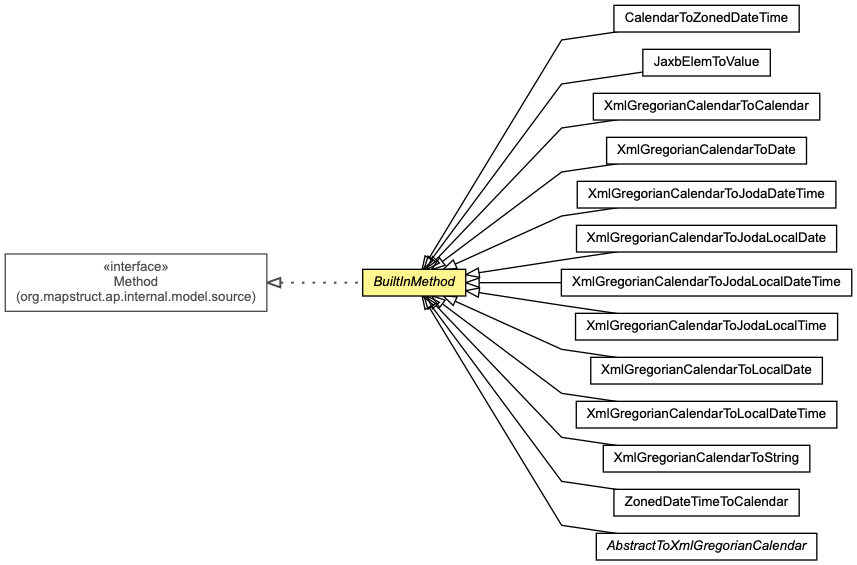 CalendarToZonedDateTime
JaxbElemToValue
XmlGregorianCalendarToCalendar
XmlGregorianCalendarToDate
XmlGregorianCalendarToJodaDateTime
XmlGregorianCalendarToJodaLocalDate
«interface»
Method
(org.mapstruct.ap.internal.model.source)
BuiltInMethod
XmlGregorianCalendarToJodaLocalDateTime
XmlGregorianCalendarToJodaLocalTime
XmlGregorianCalendarToLocalDate
XmlGregorianCalendarToLocalDateTime
XmlGregorianCalendarToString
ZonedDateTimeToCalendar
AbstractToXmlGregorianCalendar